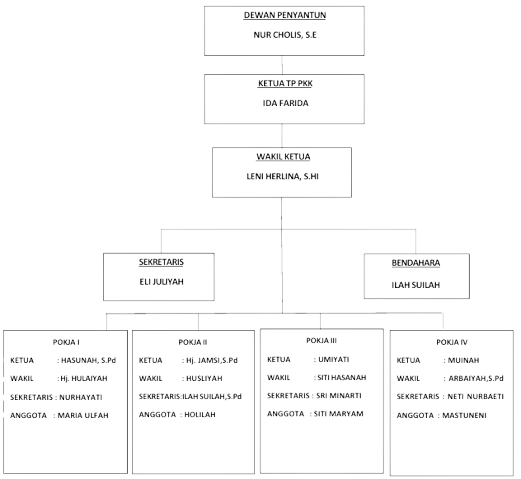 DEWAN PENYANTUN
NUR CHOLIS, S.E
KETUA TP PKK
IDA FARIDA
WAKIL KETUA
LENI HERLINA, S.HI
SEKRETARIS
ELI JULIYAH
BENDAHARA
ILAH SUILAH
POKJA I
KETUA : HASUNAH, S.Pd
WAKIL : Hj. HULAIYAH
SEKRETARIS : NURHAYATI
ANGGOTA : MARIA ULFAH
POKJA II
KETUA : Hj. JAMSI,S.Pd
WAKIL : HUSLIYAH
SEKRETARIS:ILAH SUILAH,S.Pd
ANGGOTA : HOLILAH
POKJA III
KETUA : UMIYATI
WAKIL : SITI HASANAH
SEKRETARIS : SRI MINARTI
ANGGOTA : SITI MARYAM
POKJA IV
KETUA : MUINAH
WAKIL : ARBAIYAH,S.Pd
SEKRETARIS : NETI NURBAETI
ANGGOTA : MASTUNENI